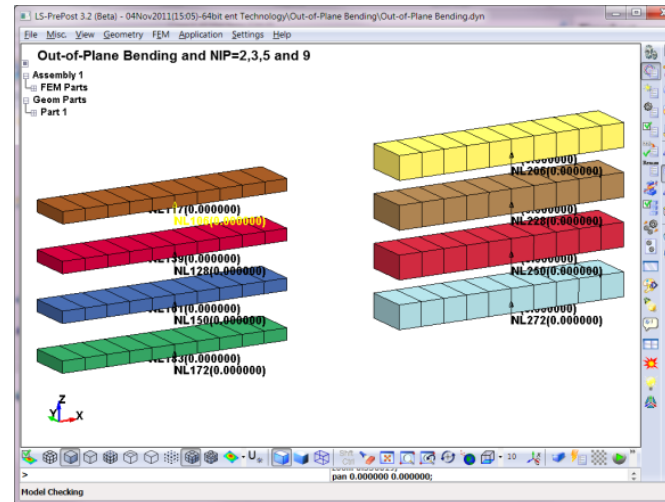 LS-PrePost 3.2 (Beta) - 04Nov2011(15:05)-64bit ent Technology\Out-of-Plane Bending\Out-of-Plane Bending.dyn
File Misc. View Geometry FEM Application Settings Help
Out-of-Plane Bending and NIP=2,3,5 and 9
Assembly 1
FEM Parts
Geom Parts
Part 1
NL206(0.000000)
NL228(0.000000)
NL128(0.000000)
NL250(0.000000)
NL150(0.000000)
NL272(0.000000)
NL172(0.000000)
Z
Y X
10
>
pan 0.000000 0.000000;
Model Checking